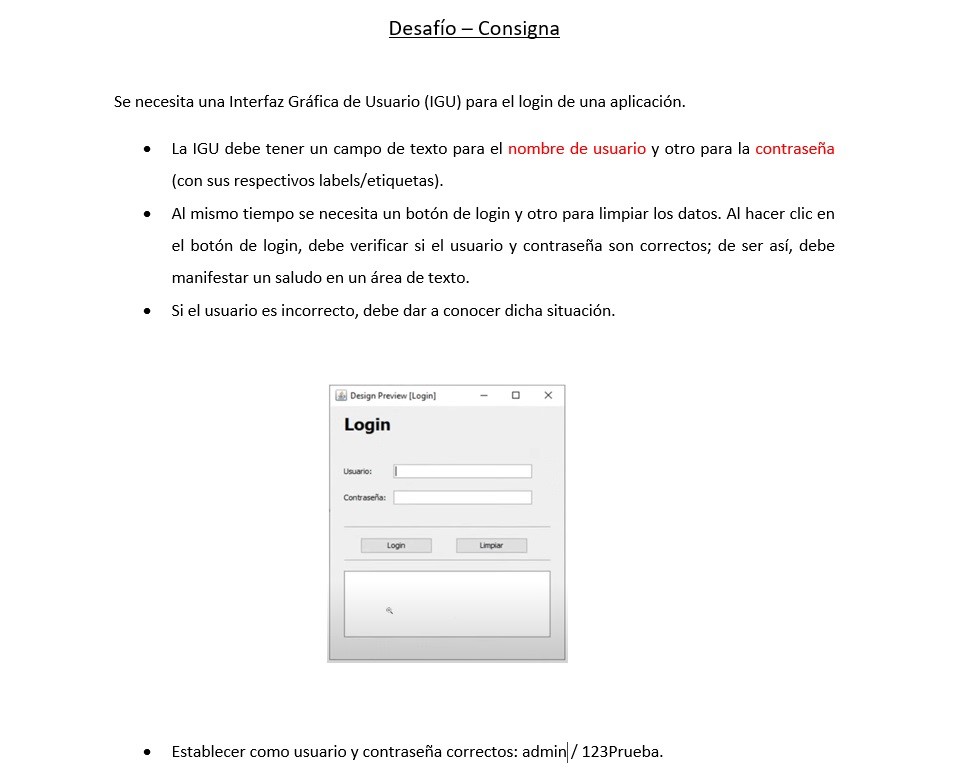 Desafío – Consigna
Se necesita una Interfaz Gráfica de Usuario (IGU) para el login de una aplicación.
• La IGU debe tener un campo de texto para el nombre de usuario y otro para la contraseña
(con sus respectivos labels/etiquetas).
• Al mismo tiempo se necesita un botón de login y otro para limpiar los datos. Al hacer clic en
el botón de login, debe verificar si el usuario y contraseña son correctos; de ser así, debe
manifestar un saludo en un área de texto.
• Si el usuario es incorrecto, debe dar a conocer dicha situación.
Design Preview [Login]
Login
Usuario:
Contraseña:
Login Limpiar
• Establecer como usuario y contraseña correctos: admin / 123Prueba.